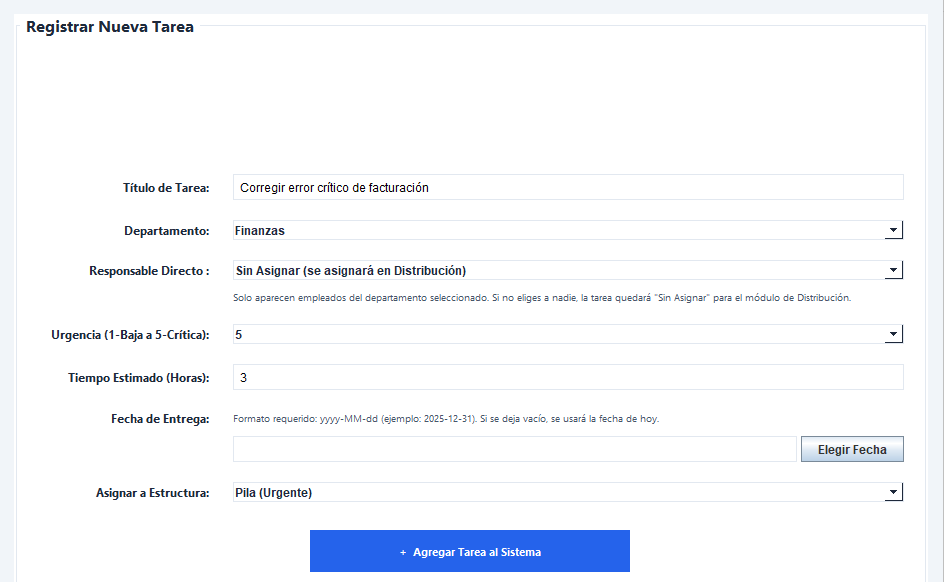 Registrar Nueva Tarea
Título de Tarea: Corregir error crítico de facturación
Departamento: Finanzas
Responsable Directo : Sin Asignar (se asignará en Distribución)
Solo aparecen empleados del departamento seleccionado. Si no eliges a nadie, la tarea quedará "Sin Asignar" para el módulo de Distribución.
Urgencia (1-Baja a 5-Crítica): 5
Tiempo Estimado (Horas): 3
Fecha de Entrega: Formato requerido: yyyy-MM-dd (ejemplo: 2025-12-31). Si se deja vacío, se usará la fecha de hoy.
Elegir Fecha
Asignar a Estructura: Pila (Urgente)
+ Agregar Tarea al Sistema